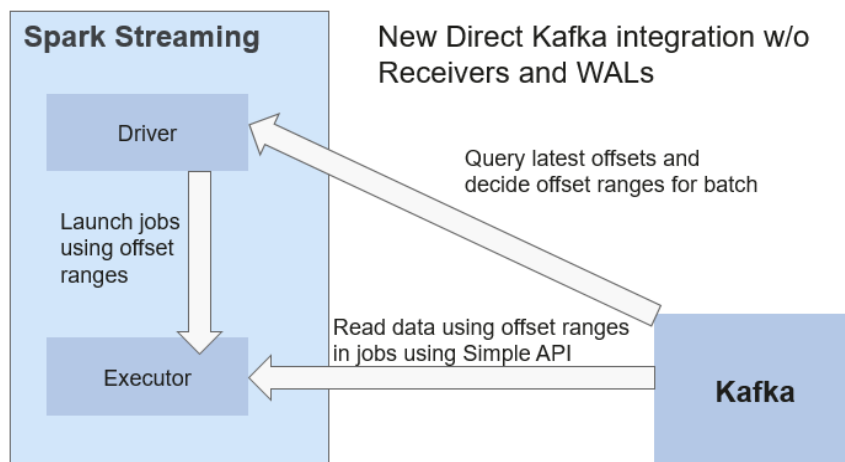 Spark Streaming
New Direct Kafka integration w/o
Receivers and WALs
Driver
Query latest offsets and
decide offset ranges for batch
Launch jobs
using offset
ranges
Read data using offset ranges
in jobs using Simple API
Executor
Kafka